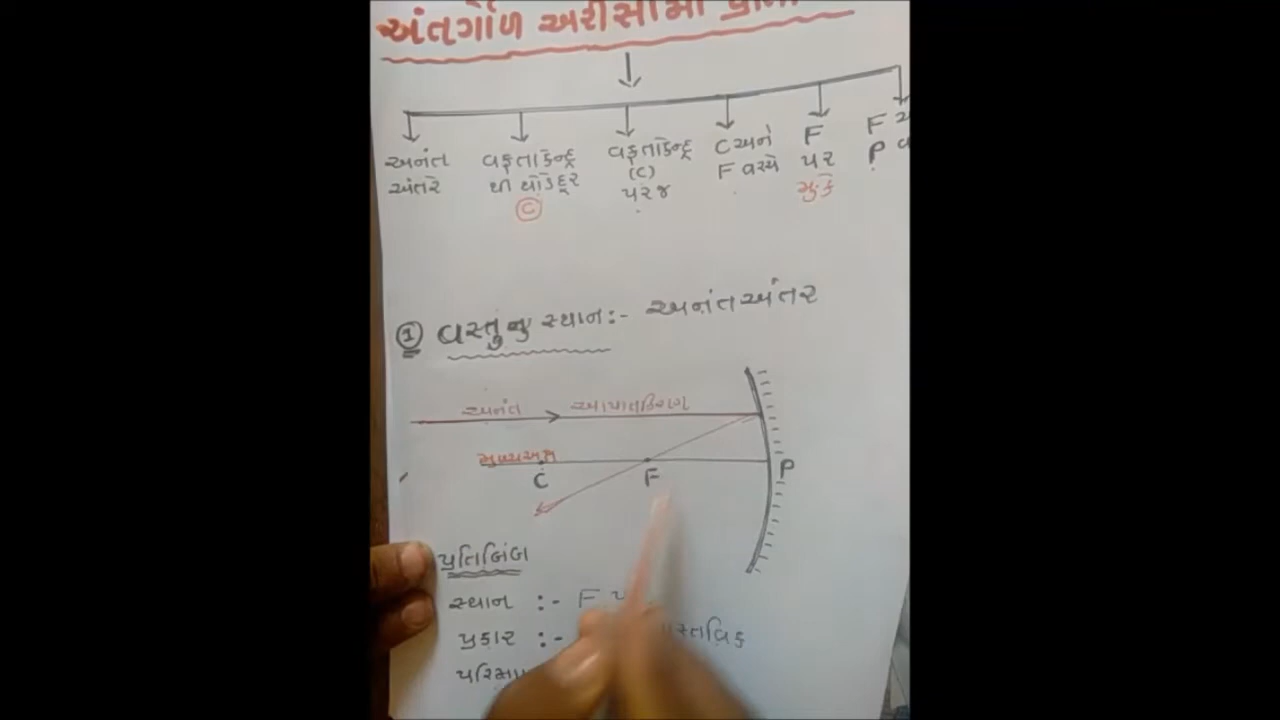 અંતર્ગોળ અરીસામાં
અનંત અંતરે
વક્રતાકેન્દ્ર થી થોડે દૂર
C
વક્રતાકેન્દ્ર (C) પર જ
C અને F વચ્ચે
F પર મુકે
F
P
1 વસ્તુનુ સ્થાન :- અનંત અંતર
અનંત આપાતકિરણ
મુખ્યઅક્ષ
C F P
પ્રતિબિંબ
સ્થાન :- F
પ્રકાર :-